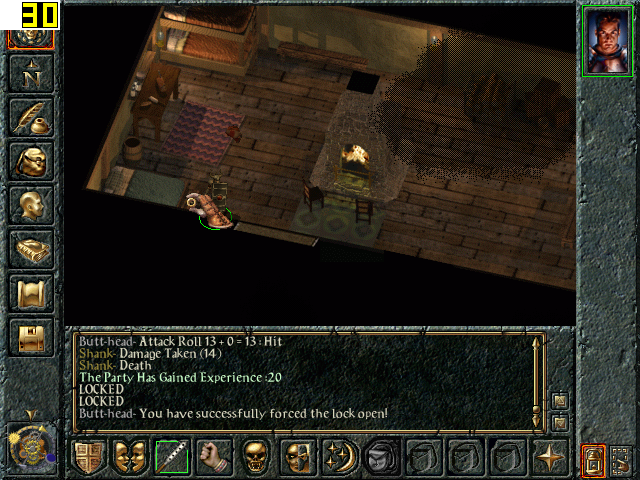 30
N
Butt-head- Attack Roll 13 + 0 = 13 : Hit
Shank- Damage Taken (14)
Shank- Death
The Party Has Gained Experience :20
LOCKED
LOCKED
Butt-head- You have successfully forced the lock open!